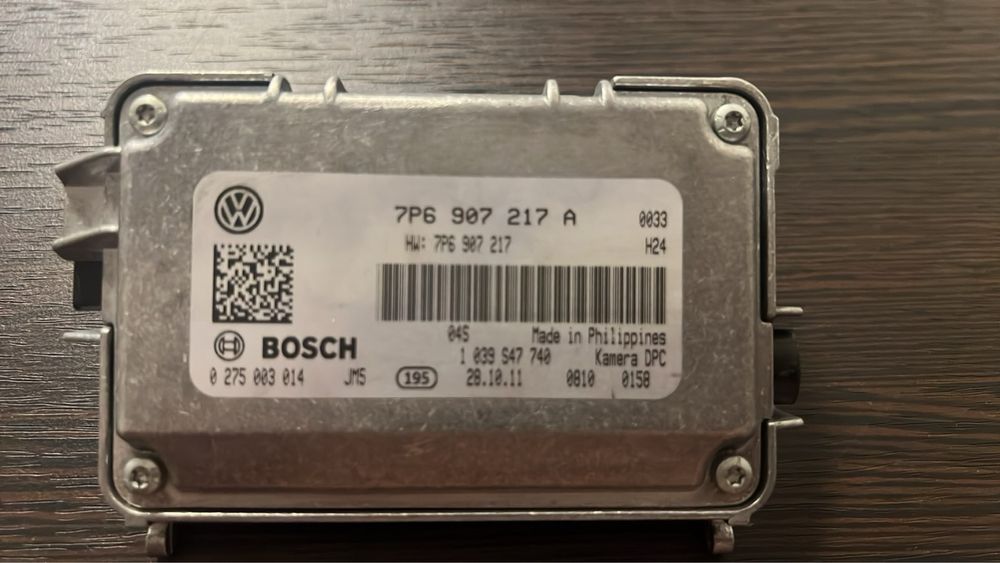 7P6 907 217 A 0033
HW: 7P6 907 217 H24
04S Made in Philippines
BOSCH 1 039 S47 740 Kamera DPC
0 275 003 014 JM5 195 28.10.11 0810 0158